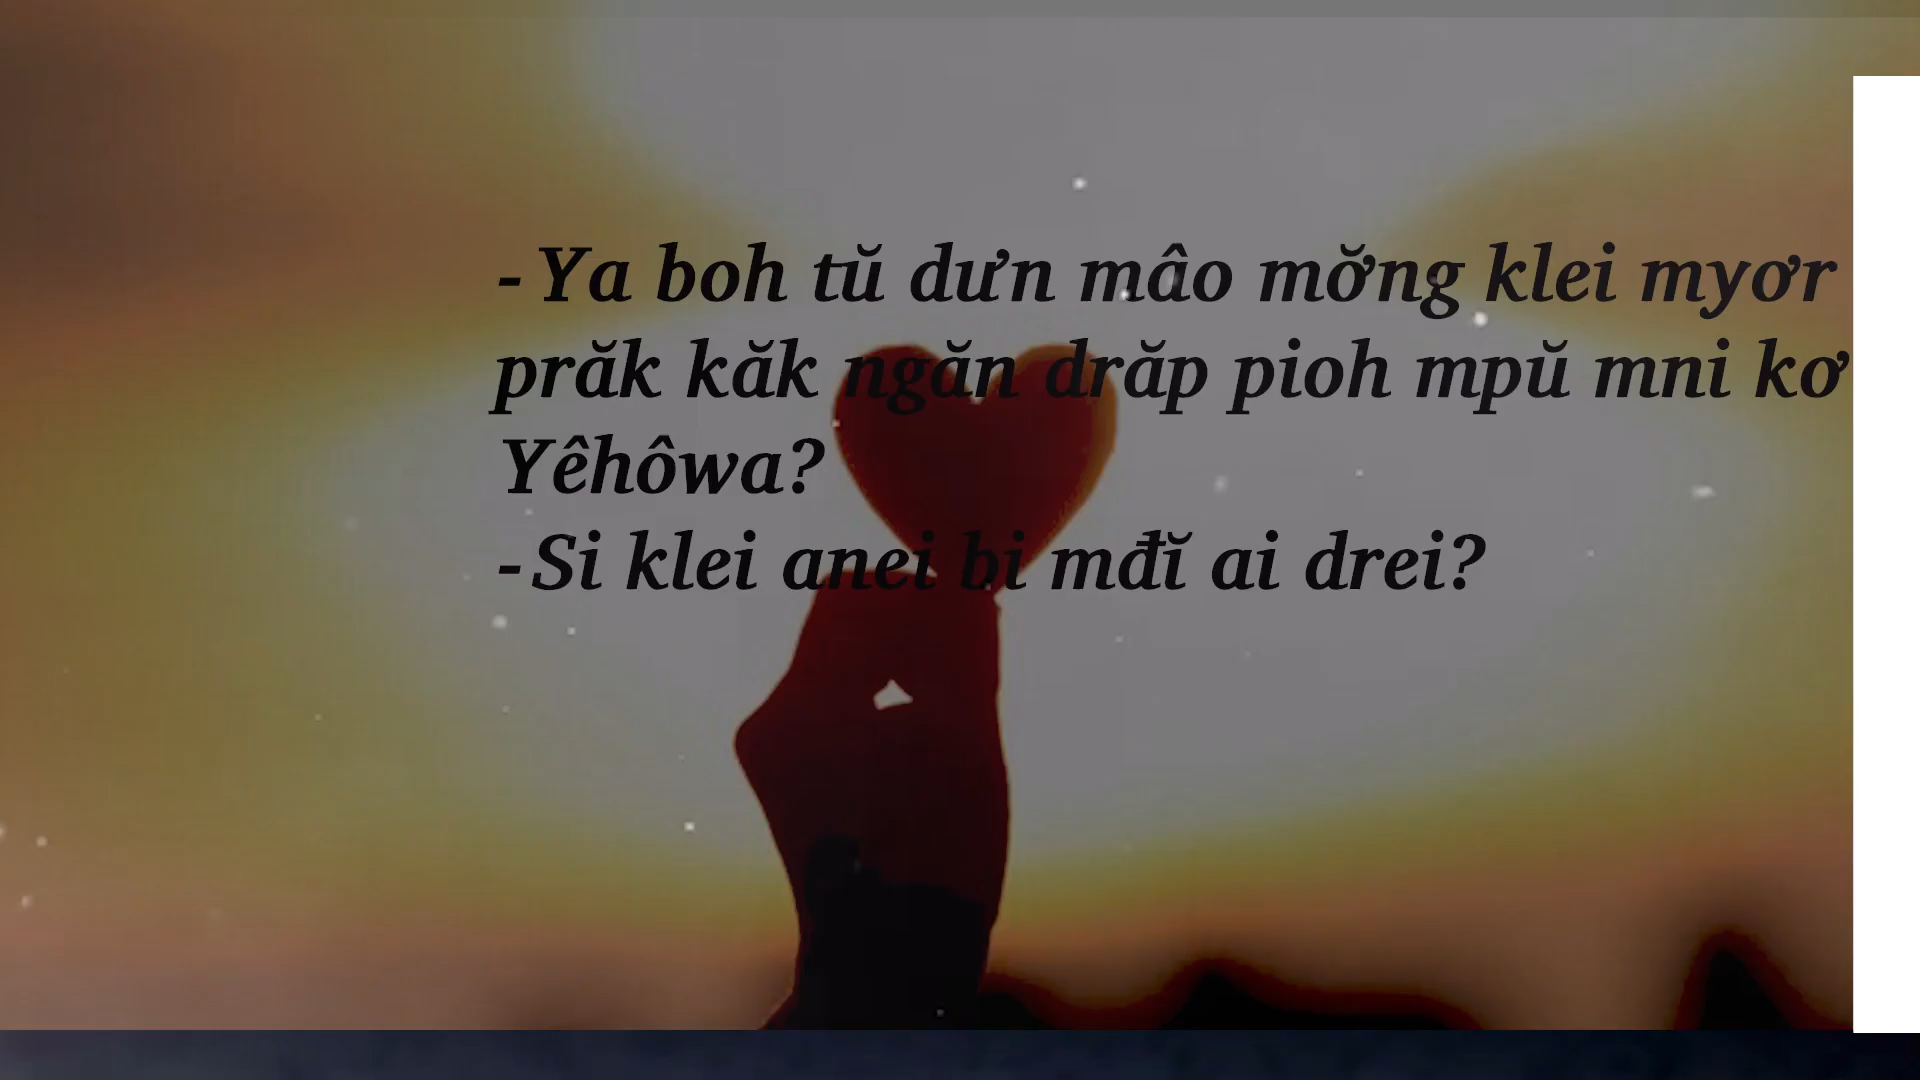 - Ya boh tŭ dưn mâo mơ̆ng klei myơr
prăk kăk ngăn drăp pioh mpŭ mni kơ
Yêhôwa?
- Si klei anei bi mđĭ ai drei?